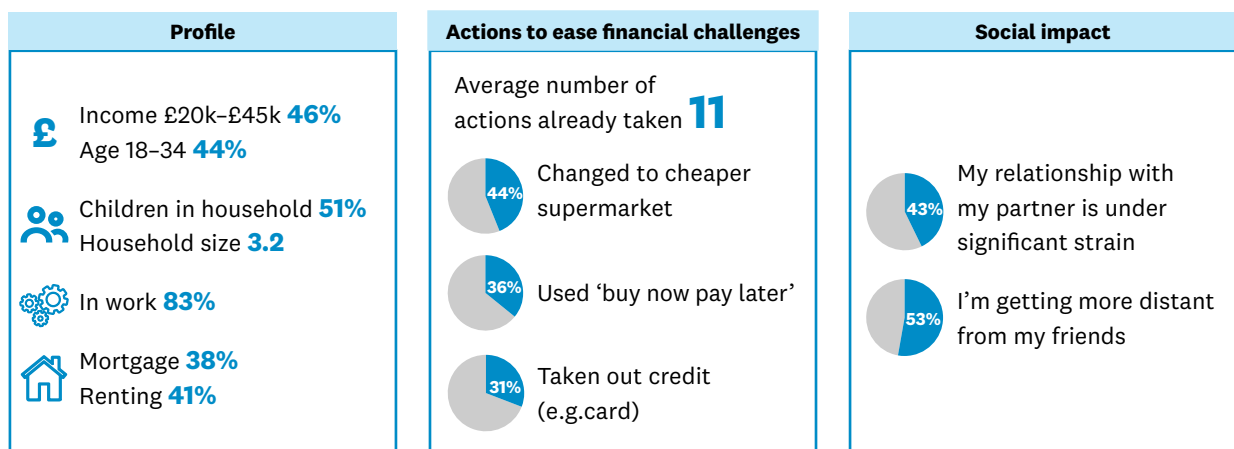 Profile
£
Income £20k–£45k 46%
Age 18–34 44%
Children in household 51%
Household size 3.2
In work 83%
Mortgage 38%
Renting 41%
Actions to ease financial challenges
Average number of
actions already taken 11
44%
Changed to cheaper
supermarket
36%
Used ‘buy now pay later’
31%
Taken out credit
(e.g.card)
Social impact
43%
My relationship with
my partner is under
significant strain
53%
I’m getting more distant
from my friends